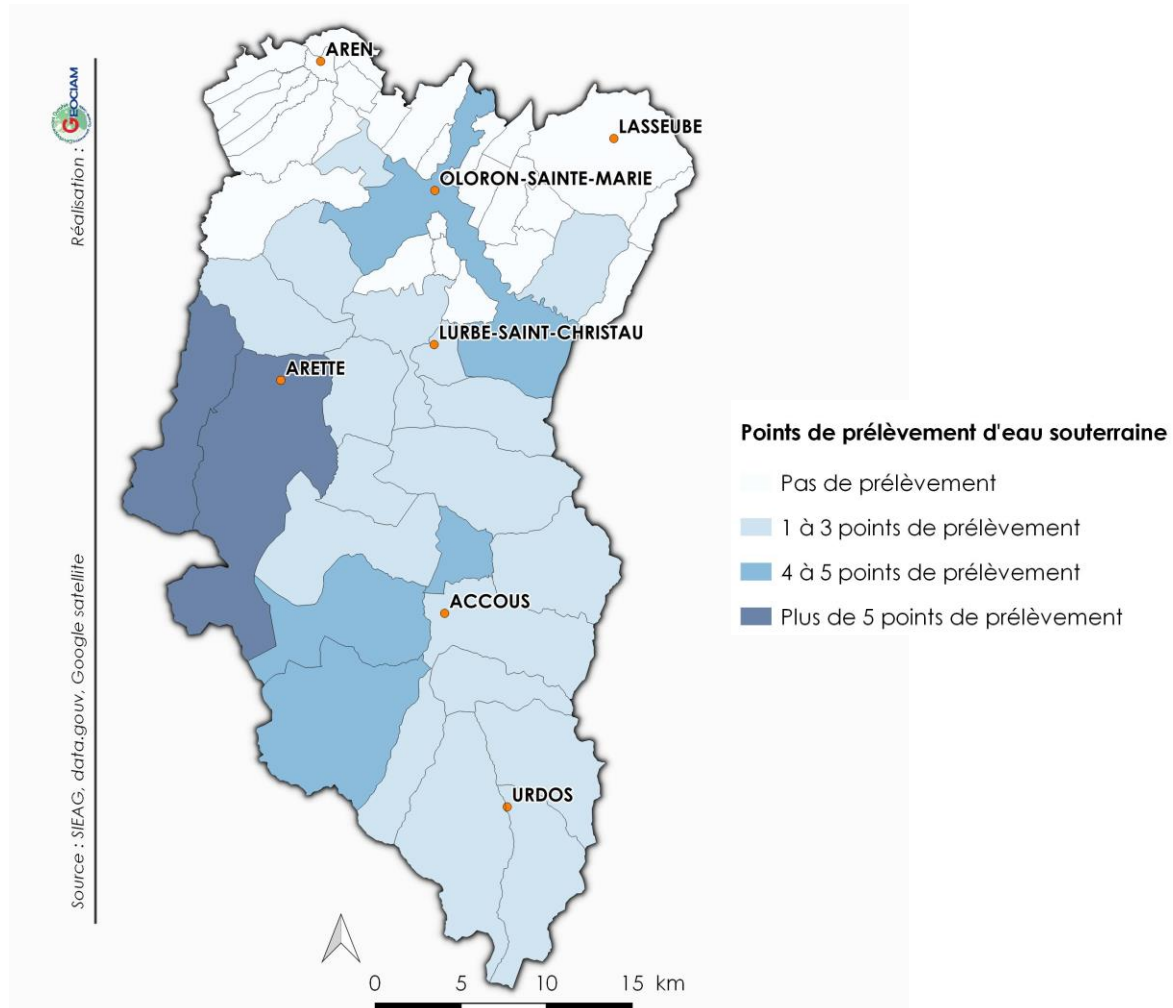 AREN
LASSEUBE
OLORON-SAINTE-MARIE
LURBE-SAINT-CHRISTAU
ARETTE
ACCOUS
URDOS
Réalisation :
GEOCIAM
Source : SIEAG, data.gouv, Google satellite
Points de prélèvement d'eau souterraine
Pas de prélèvement
1 à 3 points de prélèvement
4 à 5 points de prélèvement
Plus de 5 points de prélèvement
0 5 10 15 km